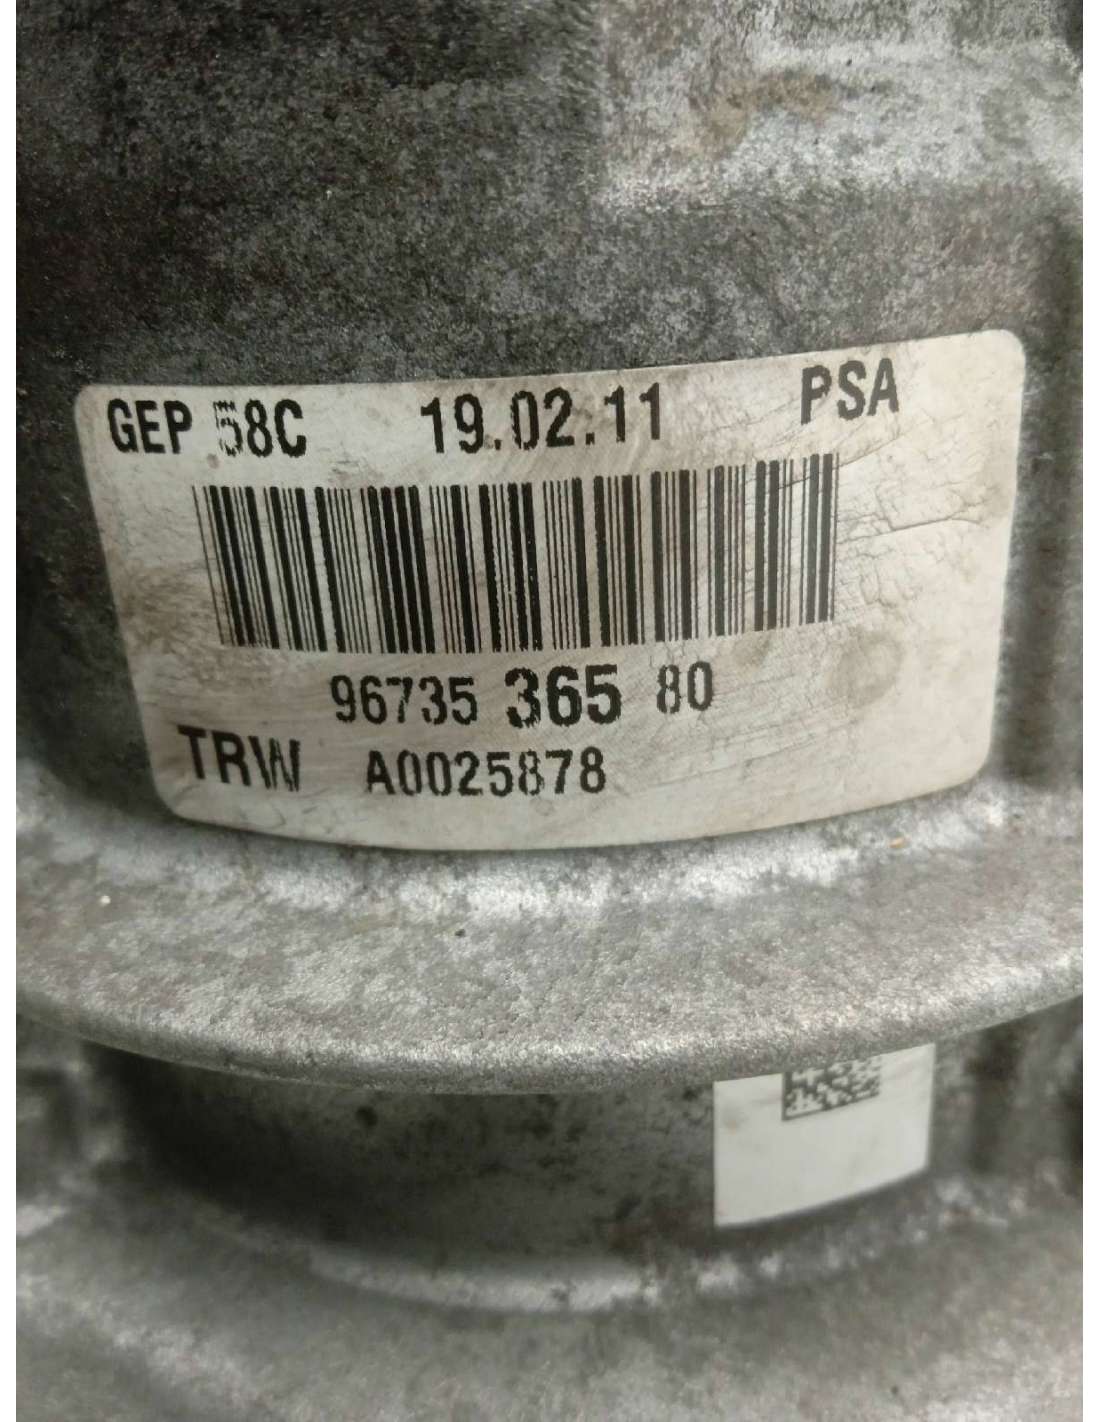 GEP 58C 19.02.11 PSA
96735 365 80
TRW A0025878